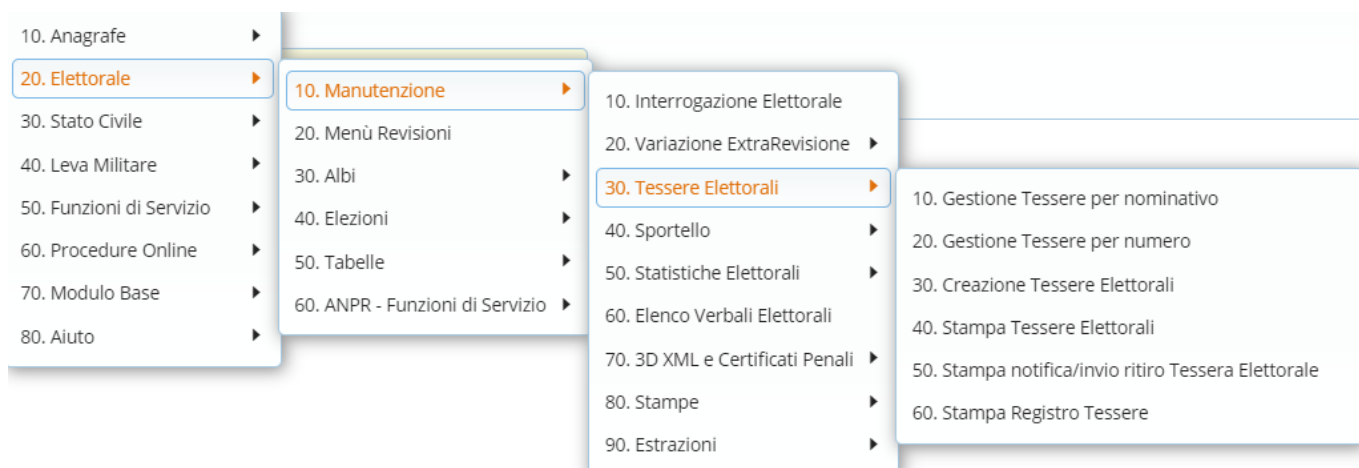 10. Anagrafe
20. Elettorale
30. Stato Civile
40. Leva Militare
50. Funzioni di Servizio
60. Procedure Online
70. Modulo Base
80. Aiuto
10. Manutenzione
20. Menù Revisioni
30. Albi
40. Elezioni
50. Tabelle
60. ANPR - Funzioni di Servizio
10. Interrogazione Elettorale
20. Variazione ExtraRevisione
30. Tessere Elettorali
40. Sportello
50. Statistiche Elettorali
60. Elenco Verbali Elettorali
70. 3D XML e Certificati Penali
80. Stampe
90. Estrazioni
10. Gestione Tessere per nominativo
20. Gestione Tessere per numero
30. Creazione Tessere Elettorali
40. Stampa Tessere Elettorali
50. Stampa notifica/invio ritiro Tessera Elettorale
60. Stampa Registro Tessere